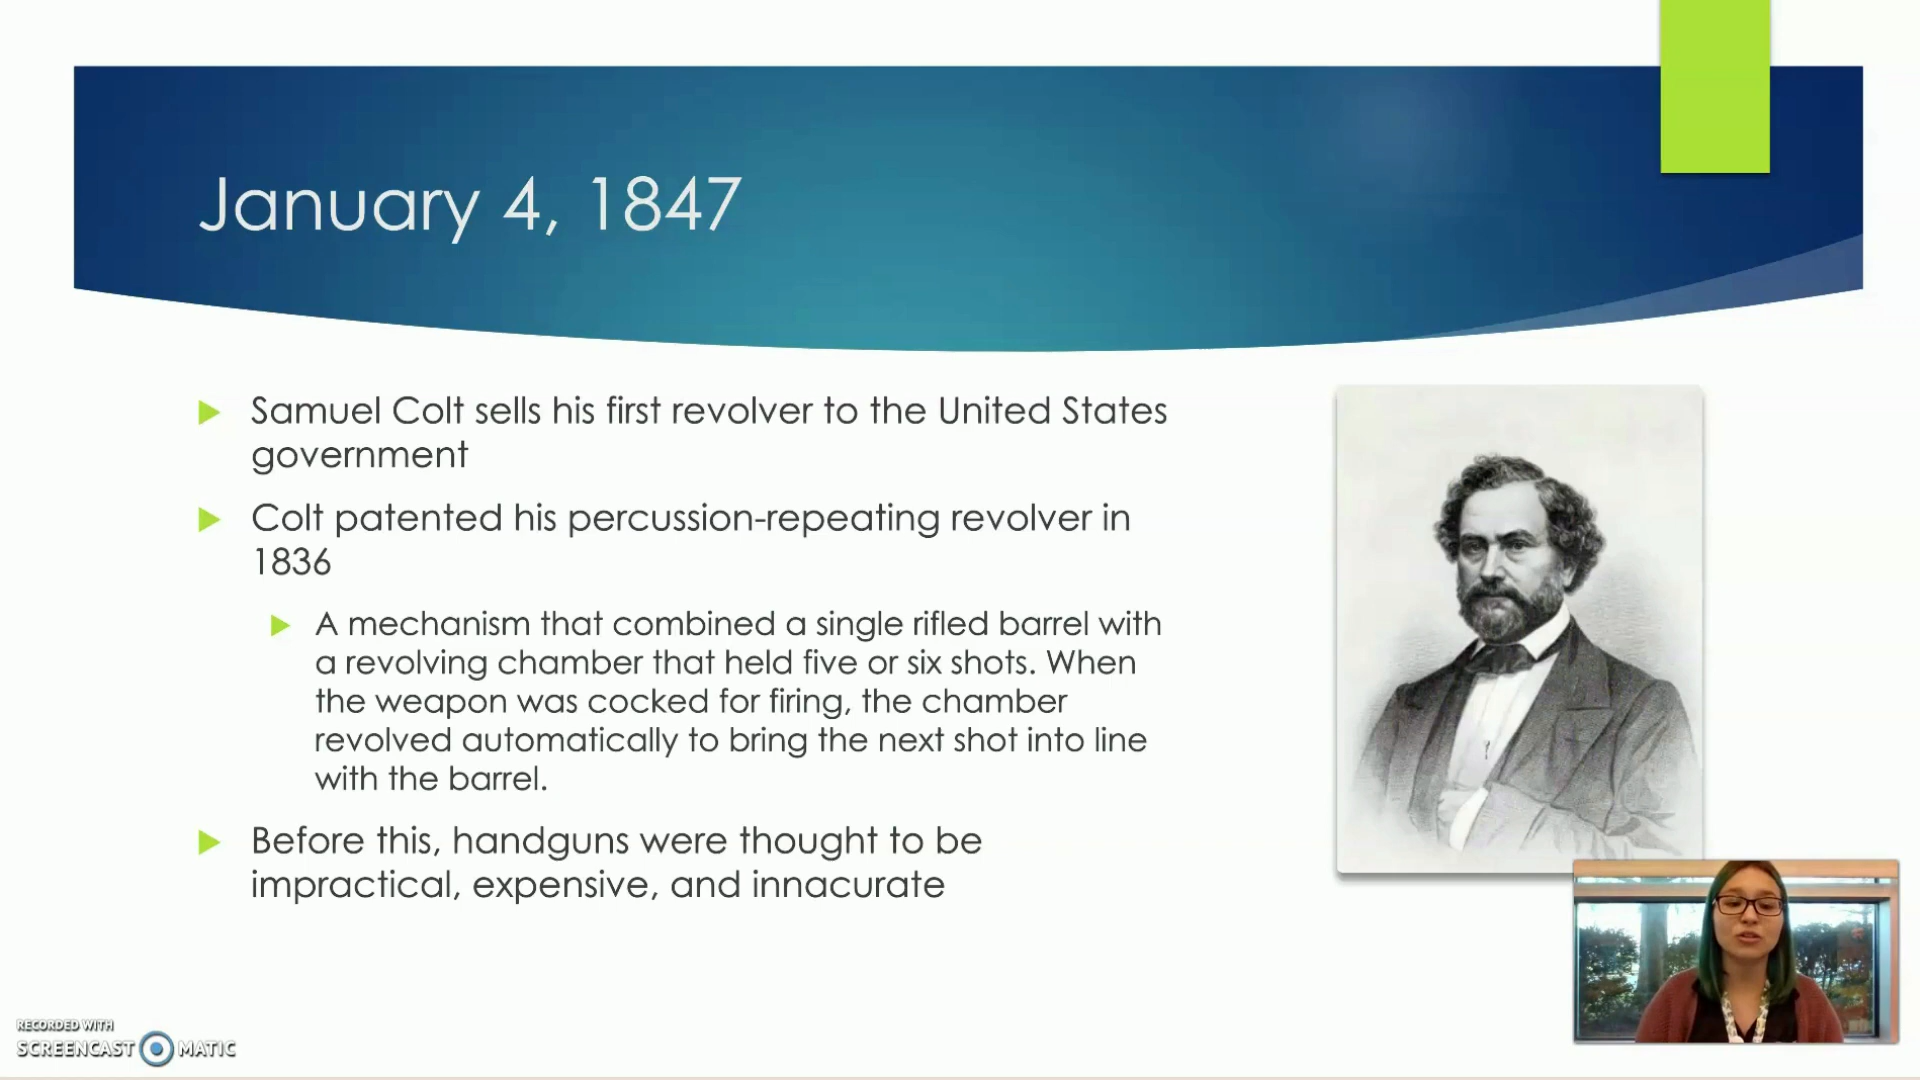 January 4, 1847
Samuel Colt sells his first revolver to the United States
government
Colt patented his percussion-repeating revolver in
1836
A mechanism that combined a single rifled barrel with
a revolving chamber that held five or six shots. When
the weapon was cocked for firing, the chamber
revolved automatically to bring the next shot into line
with the barrel.
Before this, handguns were thought to be
impractical, expensive, and innacurate
RECORDED WITH
SCREENCAST MATIC